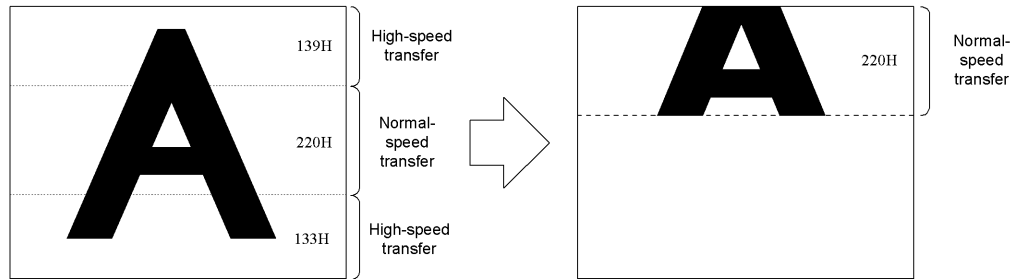 139H
High-speed
transfer
220H
Normal-
speed
transfer
133H
High-speed
transfer
A
220H
Normal-
speed
transfer
A